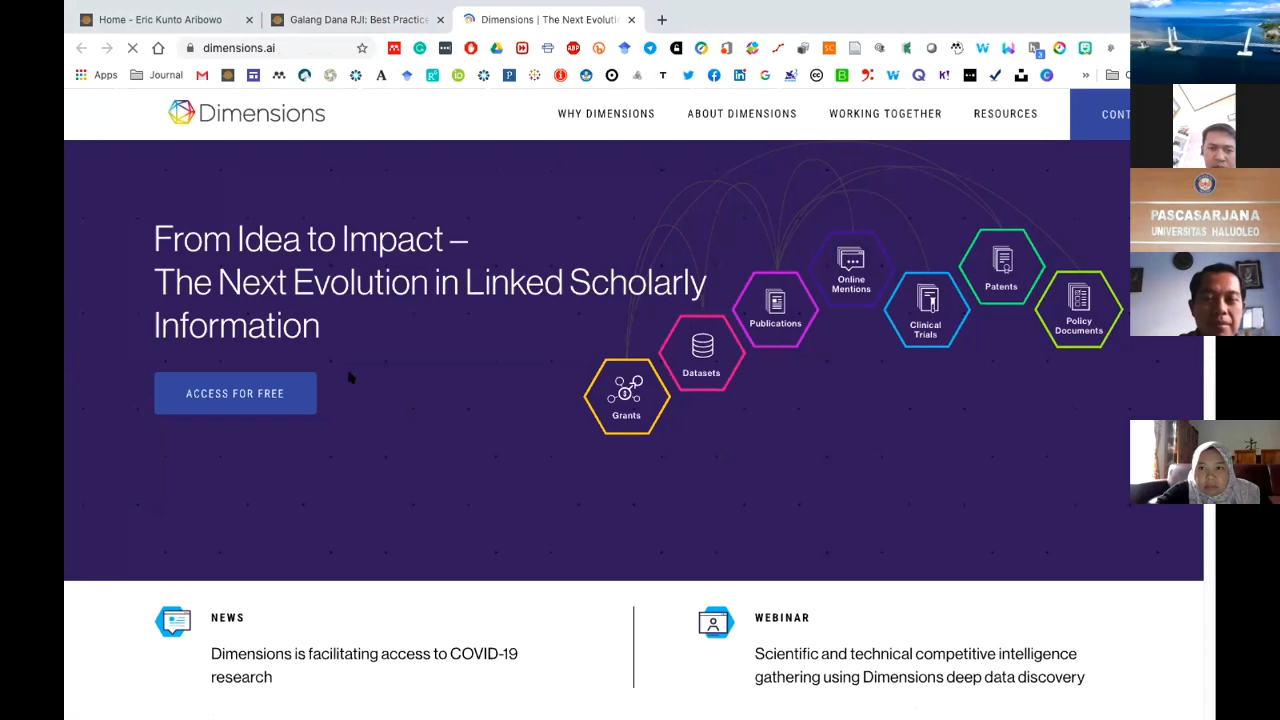 Home - Eric Kunto Aribowo
Galang Dana RJI: Best Practice
Dimensions | The Next Evolutio
dimensions.ai
Apps
Journal
Dimensions
WHY DIMENSIONS
ABOUT DIMENSIONS
WORKING TOGETHER
RESOURCES
CONT
From Idea to Impact –
The Next Evolution in Linked Scholarly
Information
ACCESS FOR FREE
Grants
Datasets
Publications
Online
Mentions
Clinical
Trials
Patents
Policy
Documents
NEWS
Dimensions is facilitating access to COVID-19
research
WEBINAR
Scientific and technical competitive intelligence
gathering using Dimensions deep data discovery
PASCASARJANA
UNIVERSITAS HALUOLEO